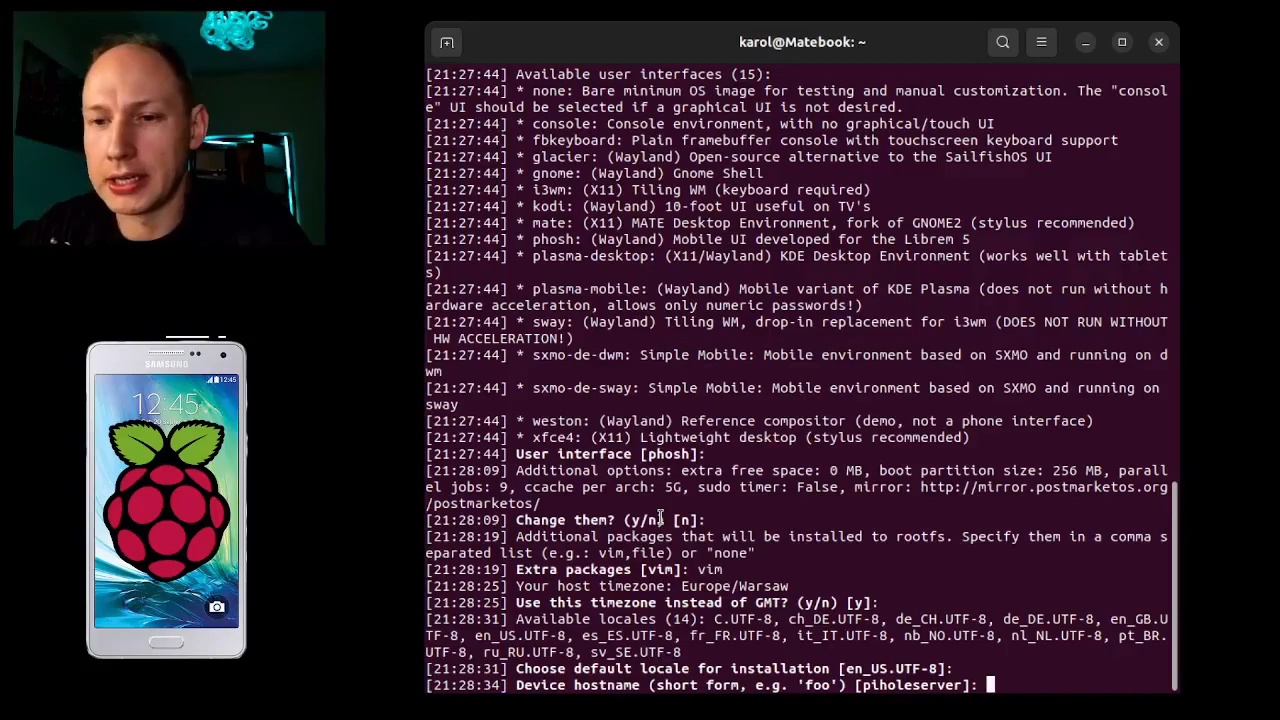 karol@Matebook: ~
[21:27:44] Available user interfaces (15):
[21:27:44] * none: Bare minimum OS image for testing and manual customization. The "consol
e" UI should be selected if a graphical UI is not desired.
[21:27:44] * console: Console environment, with no graphical/touch UI
[21:27:44] * fbkeyboard: Plain framebuffer console with touchscreen keyboard support
[21:27:44] * glacier: (Wayland) Open-source alternative to the SailfishOS UI
[21:27:44] * gnome: (Wayland) Gnome Shell
[21:27:44] * i3wm: (X11) Tiling WM (keyboard required)
[21:27:44] * kodi: (Wayland) 10-foot UI useful on TV's
[21:27:44] * mate: (X11) MATE Desktop Environment, fork of GNOME2 (stylus recommended)
[21:27:44] * phosh: (Wayland) Mobile UI developed for the Librem 5
[21:27:44] * plasma-desktop: (X11/Wayland) KDE Desktop Environment (works well with tablet
s)
[21:27:44] * plasma-mobile: (Wayland) Mobile variant of KDE Plasma (does not run without h
ardware acceleration, allows only numeric passwords!)
[21:27:44] * sway: (Wayland) Tiling WM, drop-in replacement for i3wm (DOES NOT RUN WITHOUT
HW ACCELERATION!)
[21:27:44] * sxmo-de-dwm: Simple Mobile: Mobile environment based on SXMO and running on d
wm
[21:27:44] * sxmo-de-sway: Simple Mobile: Mobile environment based on SXMO and running on
sway
[21:27:44] * weston: (Wayland) Reference compositor (demo, not a phone interface)
[21:27:44] * xfce4: (X11) Lightweight desktop (stylus recommended)
[21:27:44] User interface [phosh]:
[21:28:09] Additional options: extra free space: 0 MB, boot partition size: 256 MB, parall
el jobs: 9, ccache per arch: 5G, sudo timer: False, mirror: http://mirror.postmarketos.org
/postmarketos/
[21:28:09] Change them? (y/n) [n]:
[21:28:19] Additional packages that will be installed to rootfs. Specify them in a comma s
eparated list (e.g.: vim,file) or "none"
[21:28:19] Extra packages [vim]: vim
[21:28:25] Your host timezone: Europe/Warsaw
[21:28:25] Use this timezone instead of GMT? (y/n) [y]:
[21:28:31] Available locales (14): C.UTF-8, ch_DE.UTF-8, de_CH.UTF-8, de_DE.UTF-8, en_GB.U
TF-8, en_US.UTF-8, es_ES.UTF-8, fr_FR.UTF-8, it_IT.UTF-8, nb_NO.UTF-8, nl_NL.UTF-8, pt_BR.
UTF-8, ru_RU.UTF-8, sv_SE.UTF-8
[21:28:31] Choose default locale for installation [en_US.UTF-8]:
[21:28:34] Device hostname (short form, e.g. 'foo') [piholeserver]:
SAMSUNG
12:45
12:45